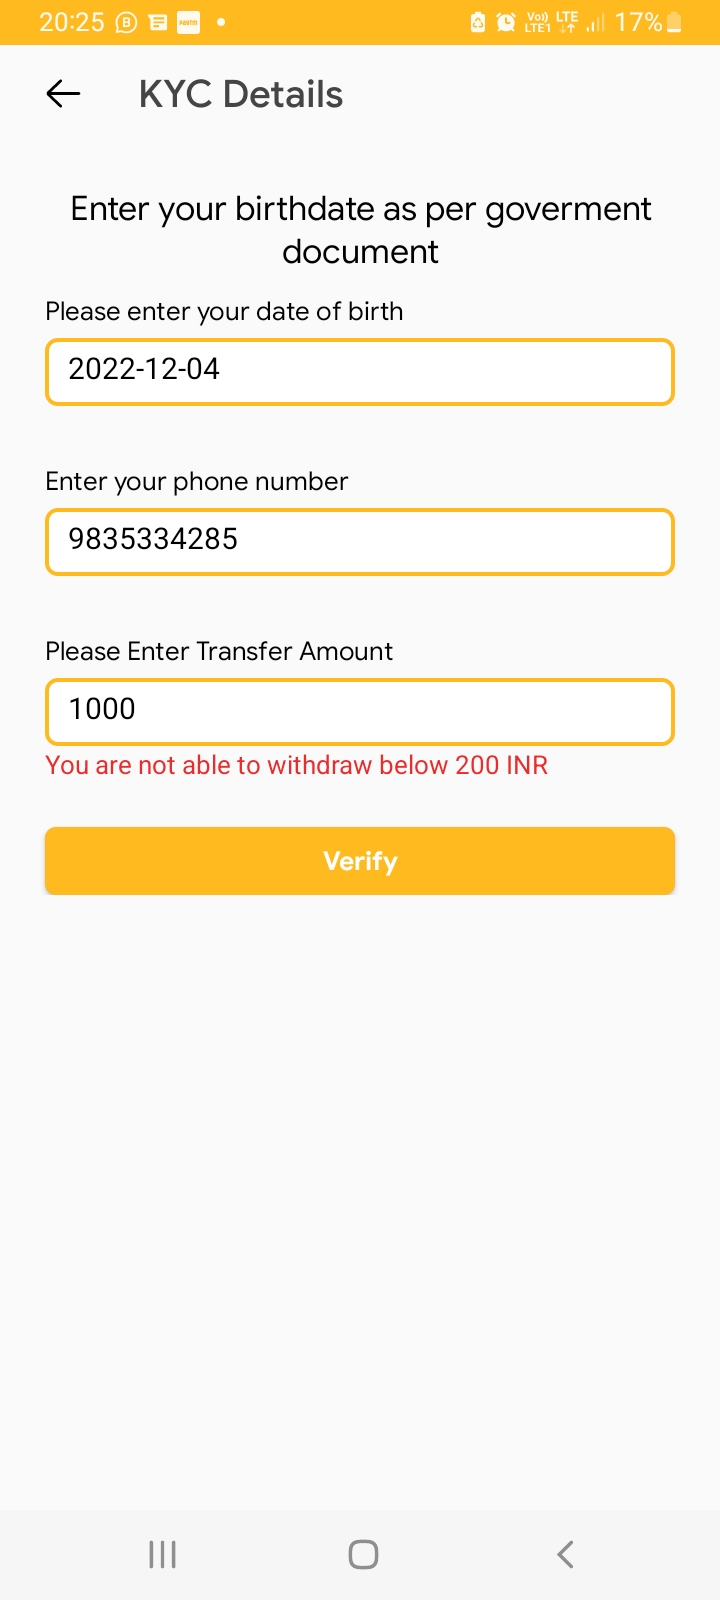 20:25 B Paytm Vo) LTE1 LTE 17%
KYC Details
Enter your birthdate as per goverment
document
Please enter your date of birth
2022-12-04
Enter your phone number
9835334285
Please Enter Transfer Amount
1000
You are not able to withdraw below 200 INR
Verify